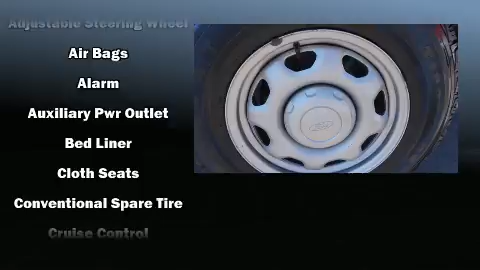 Adjustable Steering Wheel
Air Bags
Alarm
Auxiliary Pwr Outlet
Bed Liner
Cloth Seats
Conventional Spare Tire
Cruise Control